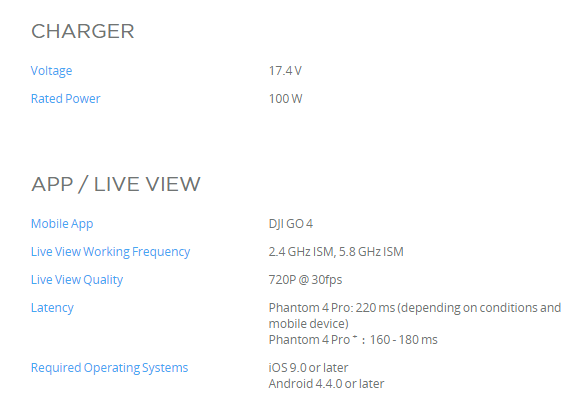 CHARGER
Voltage 17.4 V
Rated Power 100 W
APP / LIVE VIEW
Mobile App DJI GO 4
Live View Working Frequency 2.4 GHz ISM, 5.8 GHz ISM
Live View Quality 720P @ 30fps
Latency Phantom 4 Pro: 220 ms (depending on conditions and
mobile device)
Phantom 4 Pro⁺：160 - 180 ms
Required Operating Systems iOS 9.0 or later
Android 4.4.0 or later